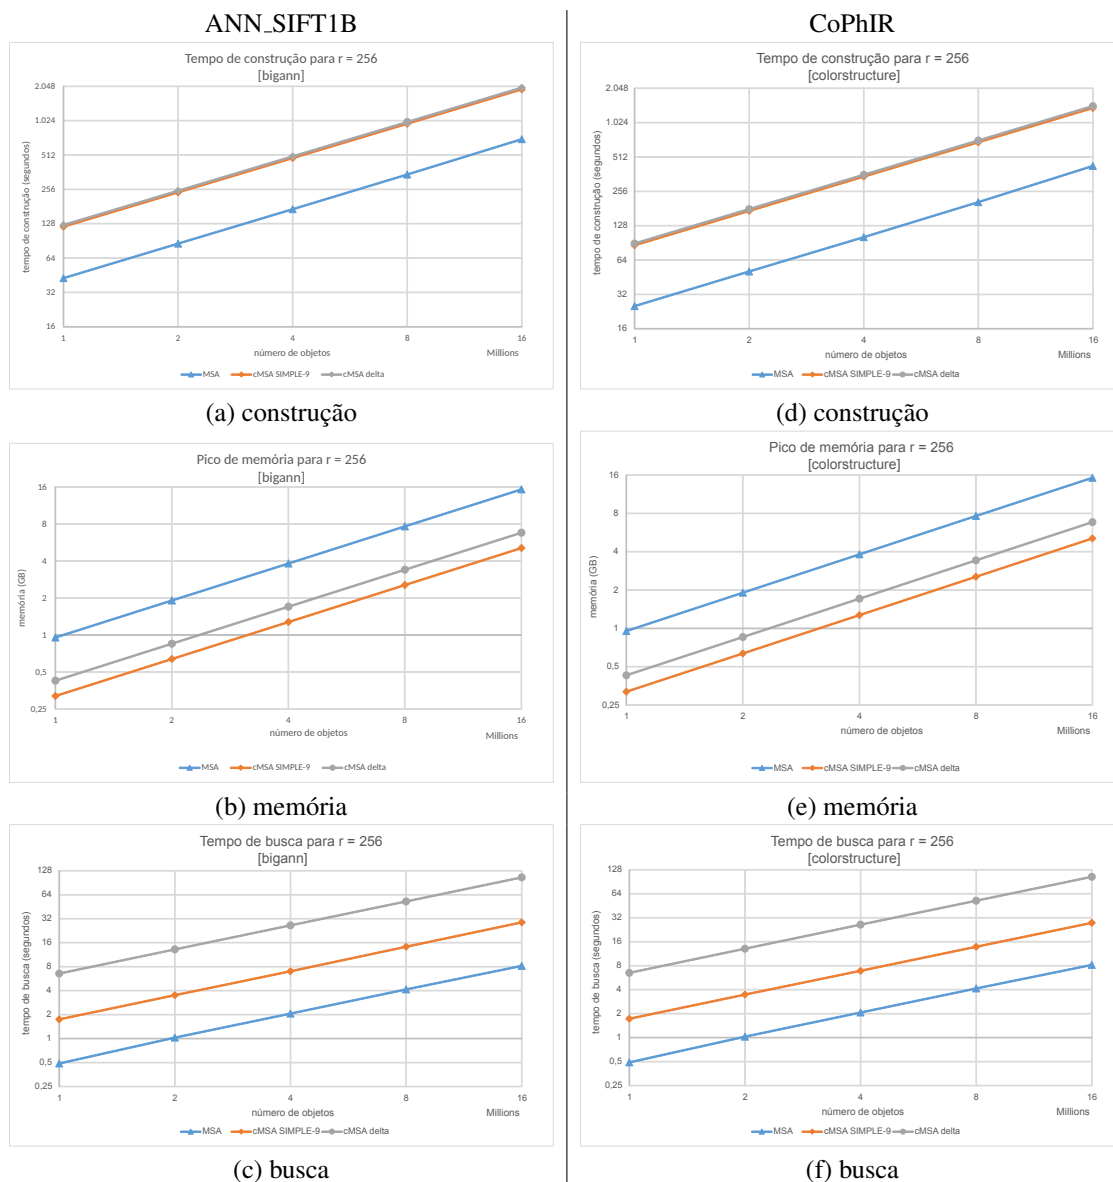 ANN_SIFT1B
Tempo de construção para r = 256
[bigann]
tempo de construção (segundos)
2.048
1.024
512
256
128
64
32
16
1 2 4 8 16
número de objetos Millions
MSA cMSA SIMPLE-9 cMSA delta
(a) construção
Pico de memória para r = 256
[bigann]
memória (GB)
16
8
4
2
1
0,5
0,25
1 2 4 8 16
número de objetos Millions
MSA cMSA SIMPLE-9 cMSA delta
(b) memória
Tempo de busca para r = 256
[bigann]
tempo de busca (segundos)
128
64
32
16
8
4
2
1
0,5
0,25
1 2 4 8 16
número de objetos Millions
MSA cMSA SIMPLE-9 cMSA delta
(c) busca
CoPhIR
Tempo de construção para r = 256
[colorstructure]
tempo de construção (segundos)
2.048
1.024
512
256
128
64
32
16
1 2 4 8 16
número de objetos Millions
MSA cMSA SIMPLE-9 cMSA delta
(d) construção
Pico de memória para r = 256
[colorstructure]
memória (GB)
16
8
4
2
1
0,5
0,25
1 2 4 8 16
número de objetos Millions
MSA cMSA SIMPLE-9 cMSA delta
(e) memória
Tempo de busca para r = 256
[colorstructure]
tempo de busca (segundos)
128
64
32
16
8
4
2
1
0,5
0,25
1 2 4 8 16
número de objetos Millions
MSA cMSA SIMPLE-9 cMSA delta
(f) busca